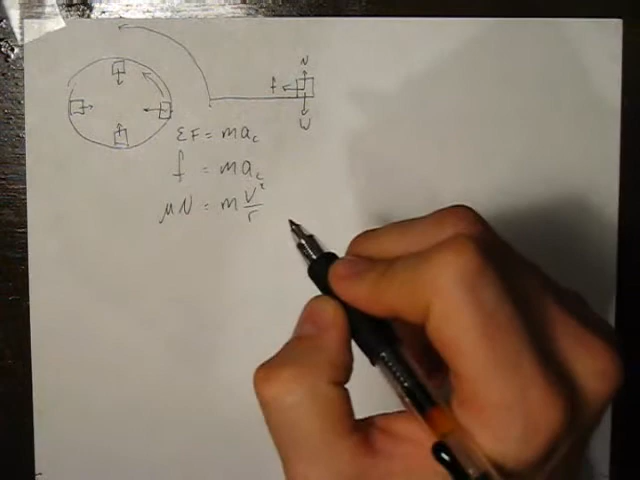 N
f
W
ΣF = ma꜀
f = ma꜀
μN = m v²/r